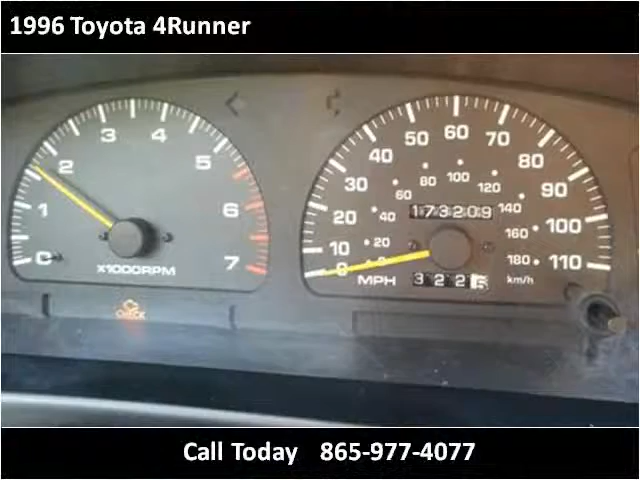 1996 Toyota 4Runner
0 1 2 3 4 5 6 7
X1000RPM
0 10 20 30 40 50 60 70 80 90 100 110
20 40 60 80 100 120 140 160 180
173209
MPH
322
km/h
CHECK
Call Today 865-977-4077